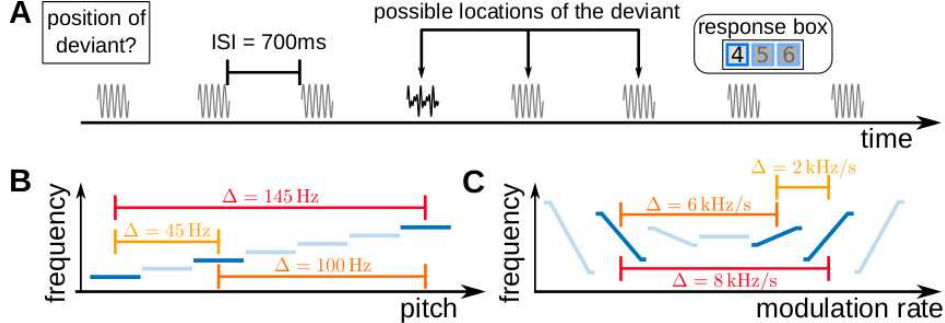 A
position of
deviant?
ISI = 700ms
possible locations of the deviant
response box
4 5 6
time
B
frequency
Δ = 145 Hz
Δ = 45 Hz
Δ = 100 Hz
pitch
C
frequency
Δ = 2 kHz/s
Δ = 6 kHz/s
Δ = 8 kHz/s
modulation rate